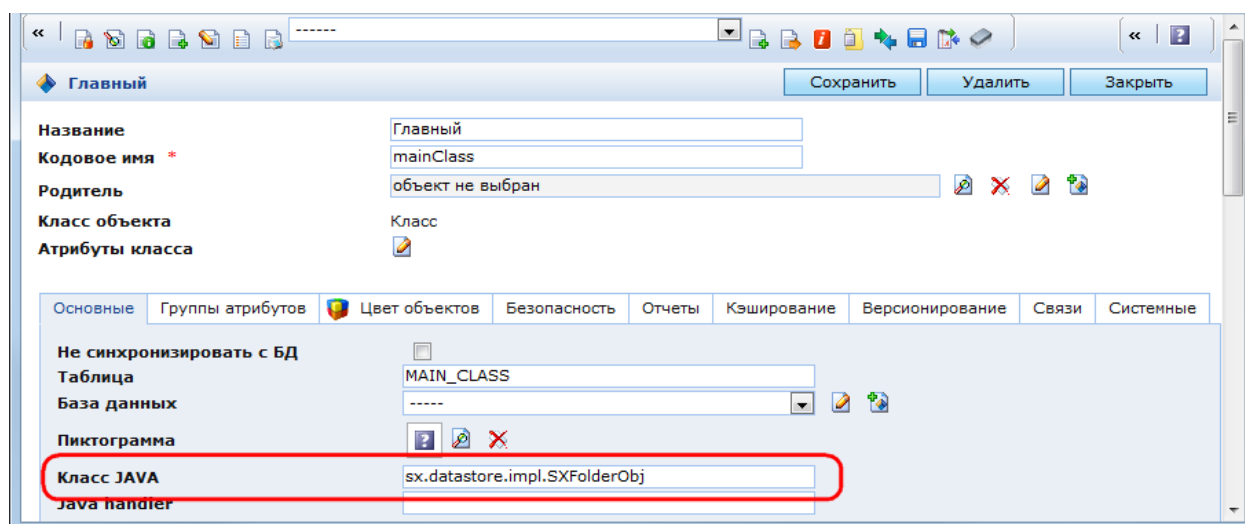 « ------ «
Главный Сохранить Удалить Закрыть
Название Главный
Кодовое имя * mainClass
Родитель объект не выбран
Класс объекта Класс
Атрибуты класса
Основные Группы атрибутов Цвет объектов Безопасность Отчеты Кэширование Версионирование Связи Системные
Не синхронизировать с БД
Таблица MAIN_CLASS
База данных -----
Пиктограмма ?
Класс JAVA sx.datastore.impl.SXFolderObj
Java handler